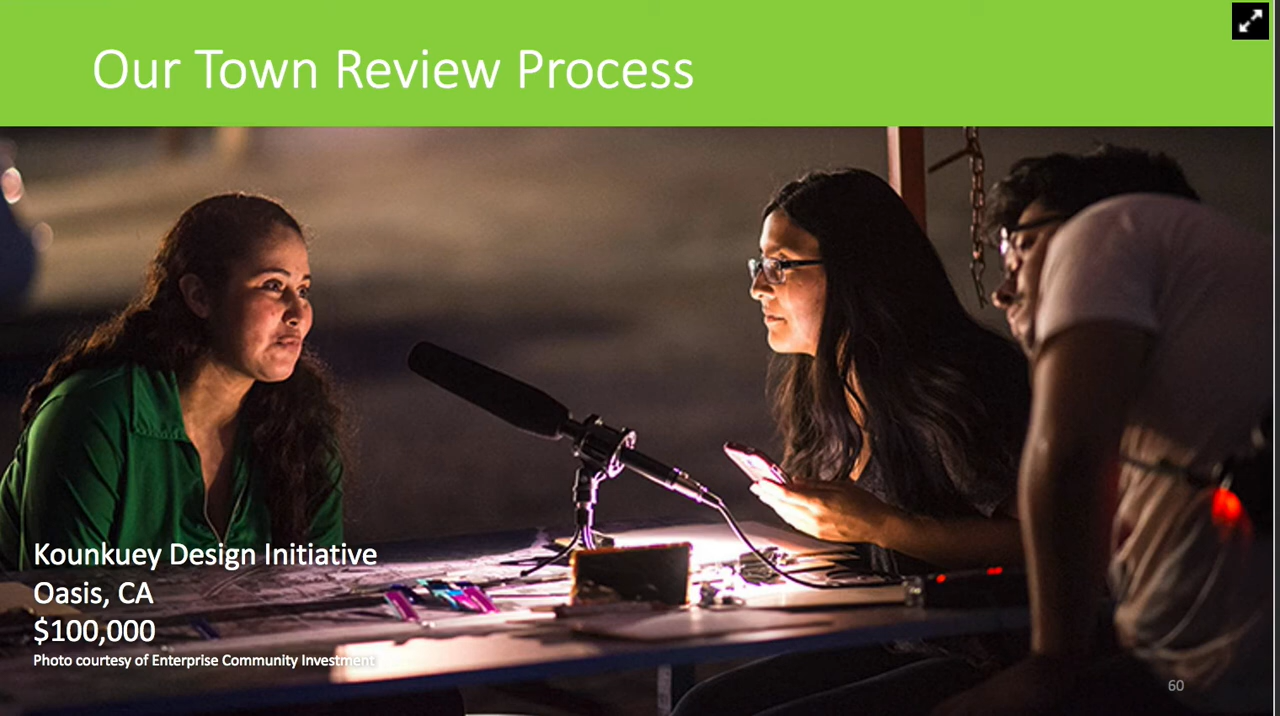 Our Town Review Process
Kounkuey Design Initiative
Oasis, CA
$100,000
Photo courtesy of Enterprise Community Investment
60